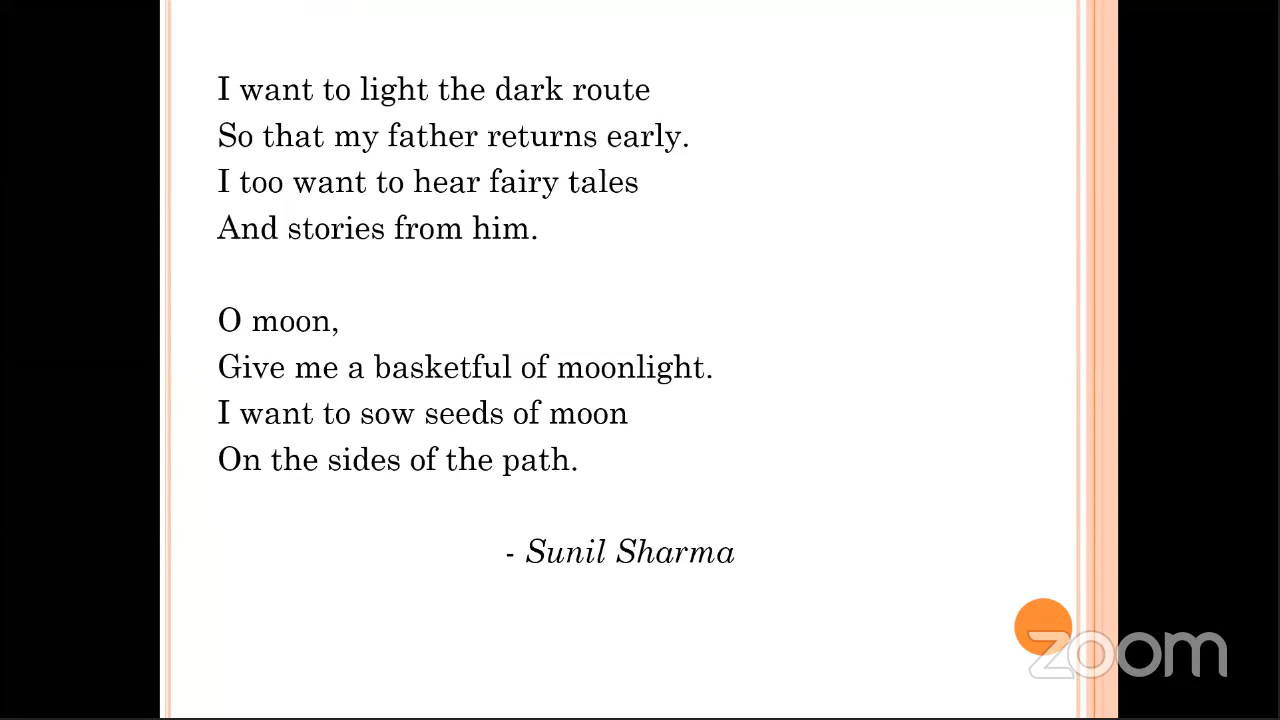 I want to light the dark route
So that my father returns early.
I too want to hear fairy tales
And stories from him.
O moon,
Give me a basketful of moonlight.
I want to sow seeds of moon
On the sides of the path.
- Sunil Sharma
zoom